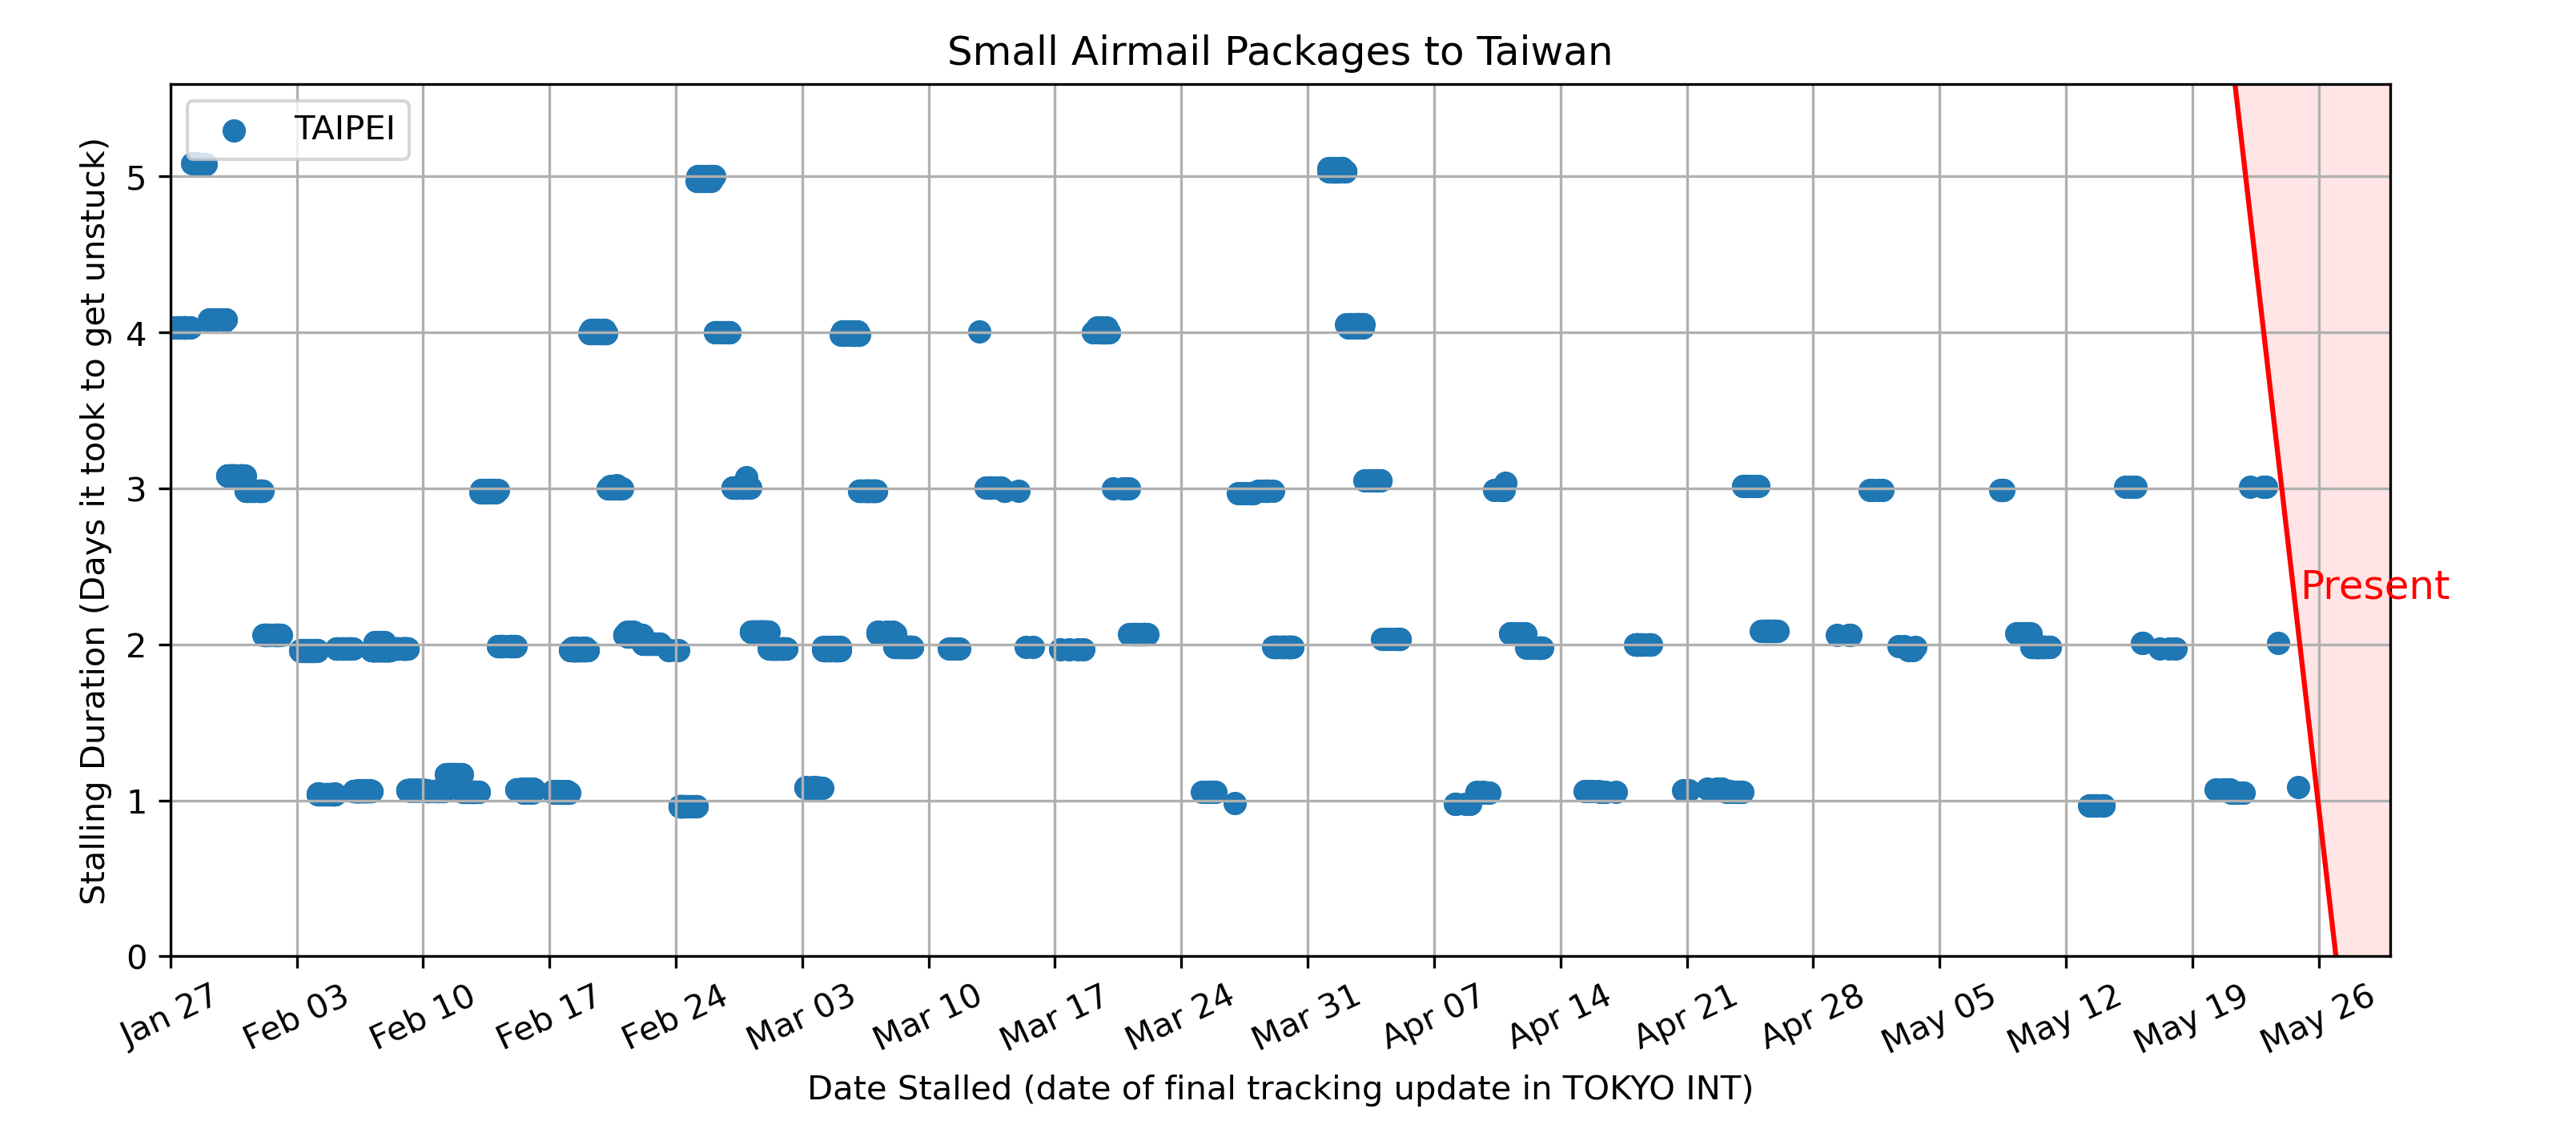 Small Airmail Packages to Taiwan
TAIPEI
Stalling Duration (Days it took to get unstuck)
5
4
3
2
1
0
Present
Jan 27
Feb 03
Feb 10
Feb 17
Feb 24
Mar 03
Mar 10
Mar 17
Mar 24
Mar 31
Apr 07
Apr 14
Apr 21
Apr 28
May 05
May 12
May 19
May 26
Date Stalled (date of final tracking update in TOKYO INT)